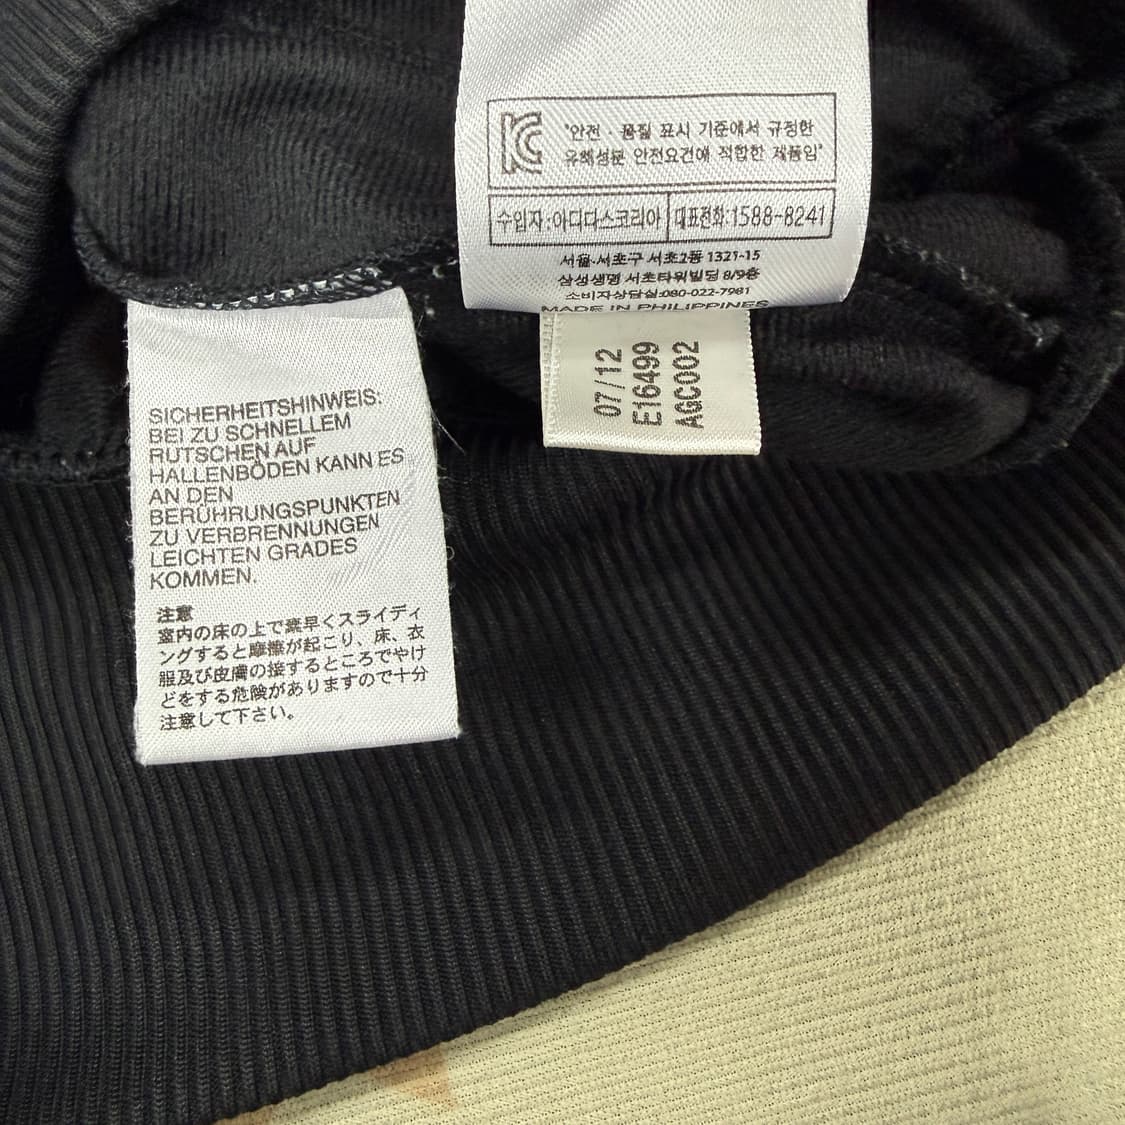 KC
"안전·품질 표시 기준에서 규정한
유해성분 안전요건에 적합한 제품임"
수입자:아디다스코리아 대표전화:1588-8241
서울.서초구 서초2동 1321-15
삼성생명 서초타워빌딩 8/9층
소비자상담실:080-022-7981
MADE IN PHILIPPINES
07/12
E16499
AGC002
SICHERHEITSHINWEIS:
BEI ZU SCHNELLEM
RUTSCHEN AUF
HALLENBÖDEN KANN ES
AN DEN
BERÜHRUNGSPUNKTEN
ZU VERBRENNUNGEN
LEICHTEN GRADES
KOMMEN.
注意
室内の床の上で素早くスライディ
ングすると摩擦が起こり、床、衣
服及び皮膚の接するところでやけ
どをする危険がありますので十分
注意して下さい。